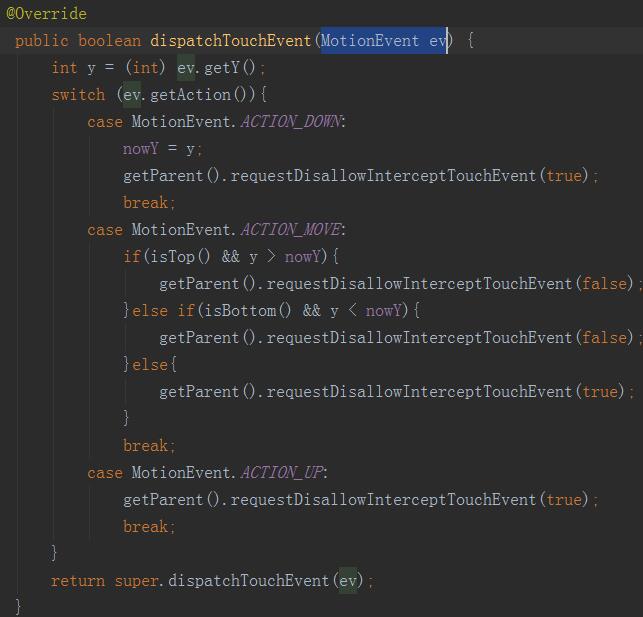 @Override
public boolean dispatchTouchEvent(MotionEvent ev) {
    int y = (int) ev.getY();
    switch (ev.getAction()){
        case MotionEvent.ACTION_DOWN:
            nowY = y;
            getParent().requestDisallowInterceptTouchEvent(true);
            break;
        case MotionEvent.ACTION_MOVE:
            if(isTop() && y > nowY){
                getParent().requestDisallowInterceptTouchEvent(false);
            }else if(isBottom() && y < nowY){
                getParent().requestDisallowInterceptTouchEvent(false);
            }else{
                getParent().requestDisallowInterceptTouchEvent(true);
            }
            break;
        case MotionEvent.ACTION_UP:
            getParent().requestDisallowInterceptTouchEvent(true);
            break;
    }
    return super.dispatchTouchEvent(ev);
}